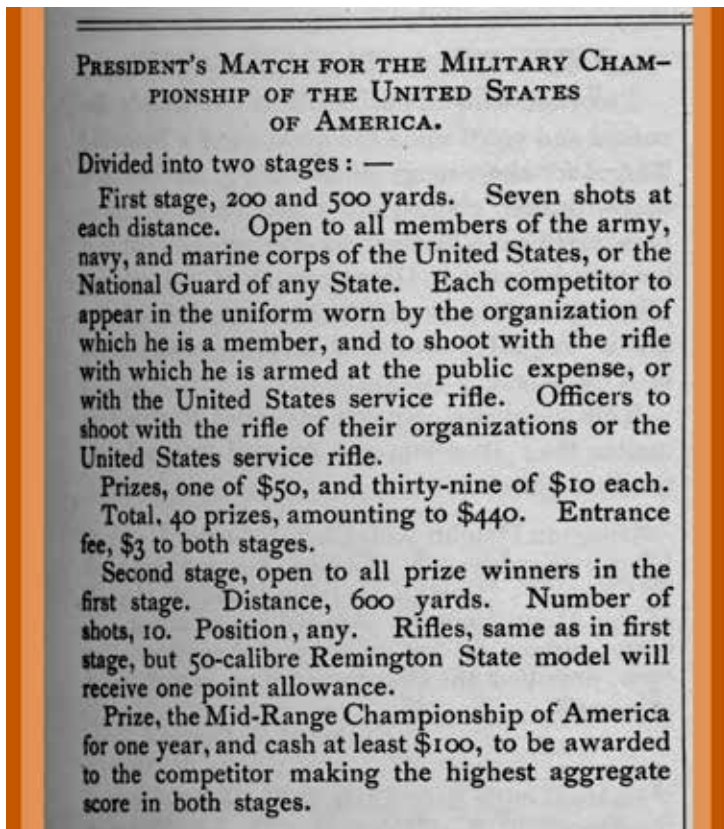 PRESIDENT'S MATCH FOR THE MILITARY CHAM-
PIONSHIP OF THE UNITED STATES
OF AMERICA.
Divided into two stages: —
First stage, 200 and 500 yards. Seven shots at
each distance. Open to all members of the army,
navy, and marine corps of the United States, or the
National Guard of any State. Each competitor to
appear in the uniform worn by the organization of
which he is a member, and to shoot with the rifle
with which he is armed at the public expense, or
with the United States service rifle. Officers to
shoot with the rifle of their organizations or the
United States service rifle.
Prizes, one of $50, and thirty-nine of $10 each.
Total, 40 prizes, amounting to $440. Entrance
fee, $3 to both stages.
Second stage, open to all prize winners in the
first stage. Distance, 600 yards. Number of
shots, 10. Position, any. Rifles, same as in first
stage, but 50-calibre Remington State model will
receive one point allowance.
Prize, the Mid-Range Championship of America
for one year, and cash at least $100, to be awarded
to the competitor making the highest aggregate
score in both stages.